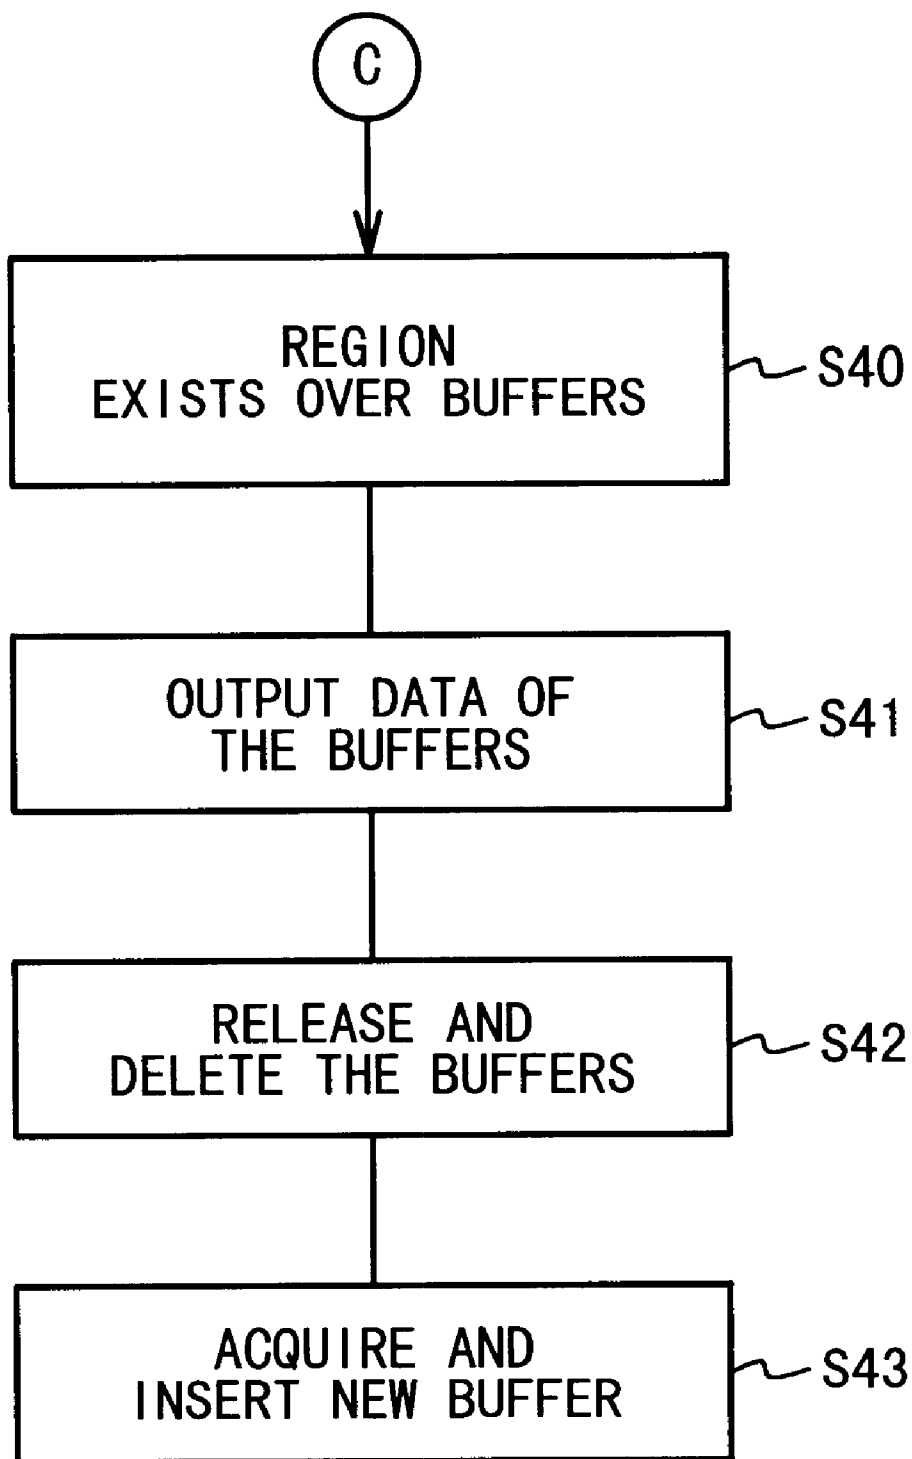 C
REGION
EXISTS OVER BUFFERS
S40
OUTPUT DATA OF
THE BUFFERS
S41
RELEASE AND
DELETE THE BUFFERS
S42
ACQUIRE AND
INSERT NEW BUFFER
S43